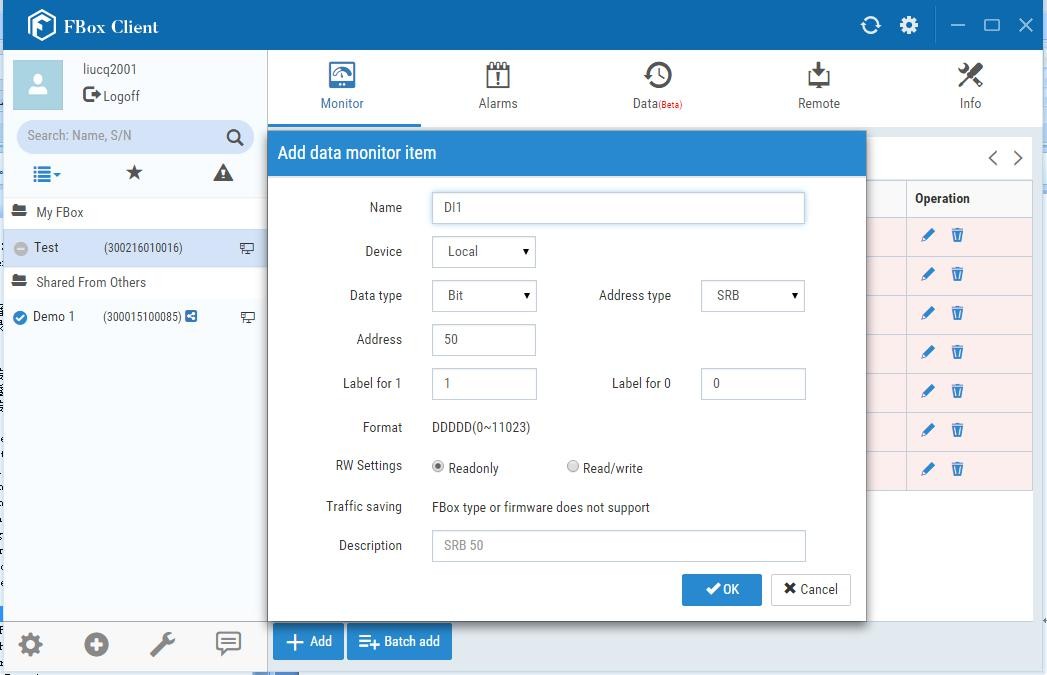 FBox Client
liucq2001
Logoff
Search: Name, S/N
My FBox
Test (300216010016)
Shared From Others
Demo 1 (300015100085)
Monitor
Alarms
Data(Beta)
Remote
Info
Operation
Add data monitor item
Name DI1
Device Local
Data type Bit Address type SRB
Address 50
Label for 1 1 Label for 0 0
Format DDDDD(0~11023)
RW Settings Readonly Read/write
Traffic saving FBox type or firmware does not support
Description SRB 50
OK Cancel
Add Batch add